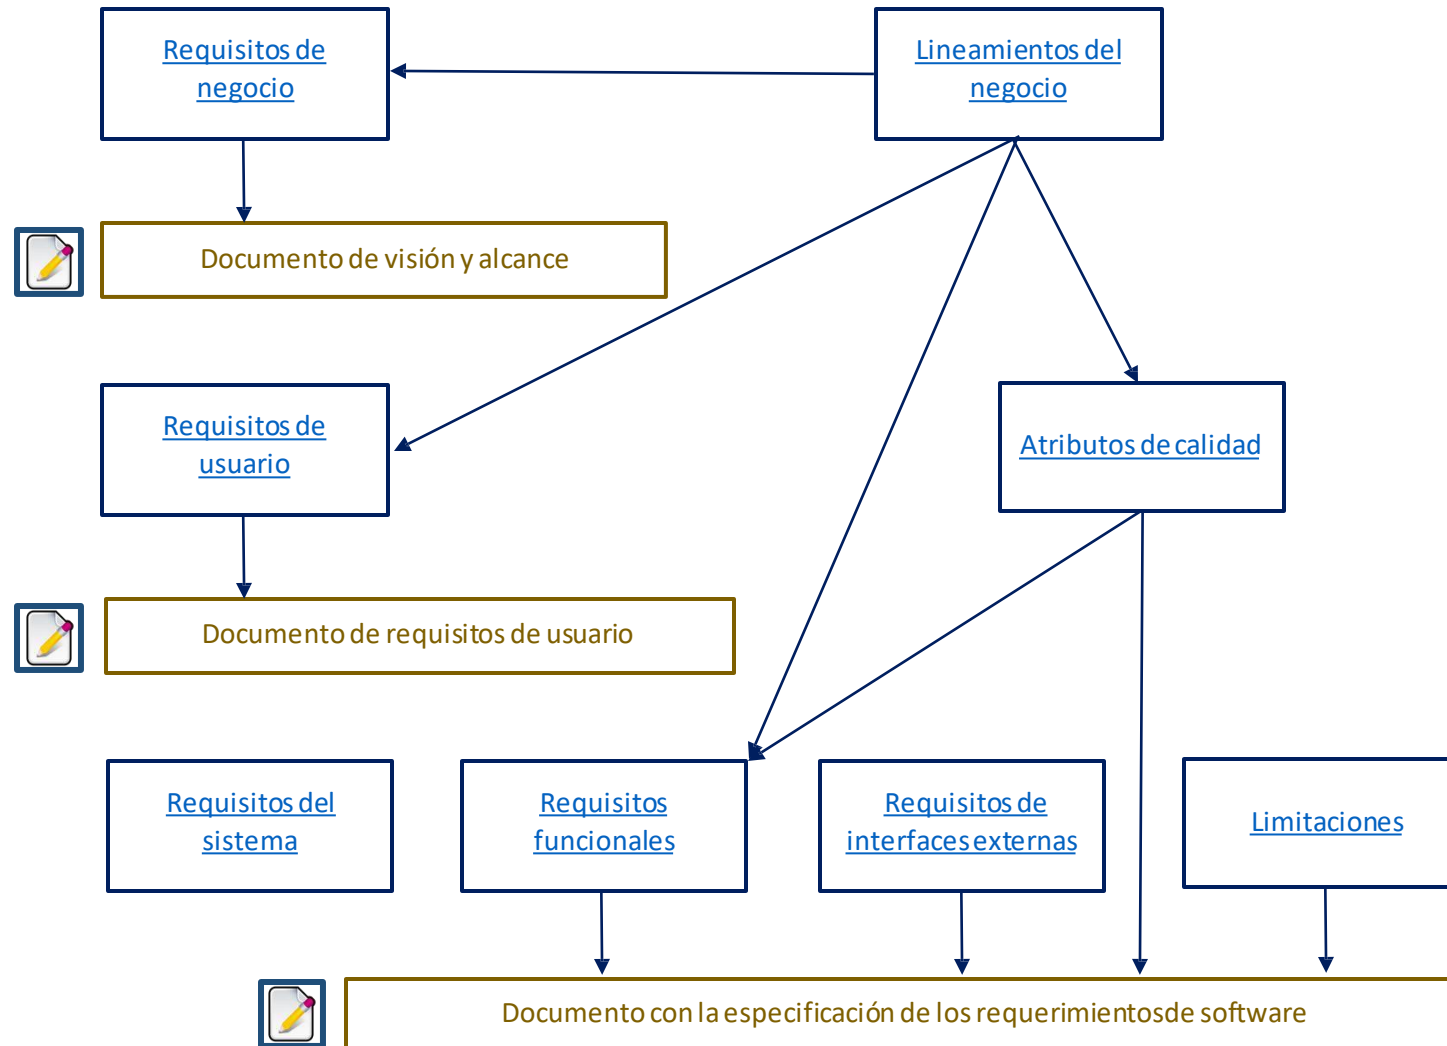 Requisitos de
negocio
Lineamientos del
negocio
Documento de visión y alcance
Requisitos de
usuario
Atributos de calidad
Documento de requisitos de usuario
Requisitos del
sistema
Requisitos
funcionales
Requisitos de
interfaces externas
Limitaciones
Documento con la especificación de los requerimientosde software